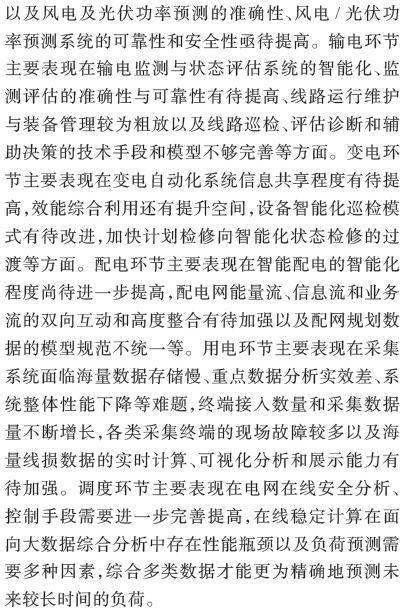 以及风电及光伏功率预测的准确性、风电/光伏功
率预测系统的可靠性和安全性亟待提高。输电环节
主要表现在输电监测与状态评估系统的智能化、监
测评估的准确性与可靠性有待提高、线路运行维护
与装备管理较为粗放以及线路巡检、评估诊断和辅
助决策的技术手段和模型不够完善等方面。变电环
节主要表现在变电自动化系统信息共享程度有待提
高,效能综合利用还有提升空间,设备智能化巡检模
式有待改进,加快计划检修向智能化状态检修的过
渡等方面。配电环节主要表现在智能配电的智能化
程度尚待进一步提高,配电网能量流、信息流和业务
流的双向互动和高度整合有待加强以及配网规划数
据的模型规范不统一等。用电环节主要表现在采集
系统面临海量数据存储慢、重点数据分析实效差、系
统整体性能下降等难题,终端接入数量和采集数据
量不断增长,各类采集终端的现场故障较多以及海
量线损数据的实时计算、可视化分析和展示能力有
待加强。调度环节主要表现在电网在线安全分析、
控制手段需要进一步完善提高,在线稳定计算在面
向大数据综合分析中存在性能瓶颈以及负荷预测需
要多种因素,综合多类数据才能更为精确地预测未
来较长时间的负荷。